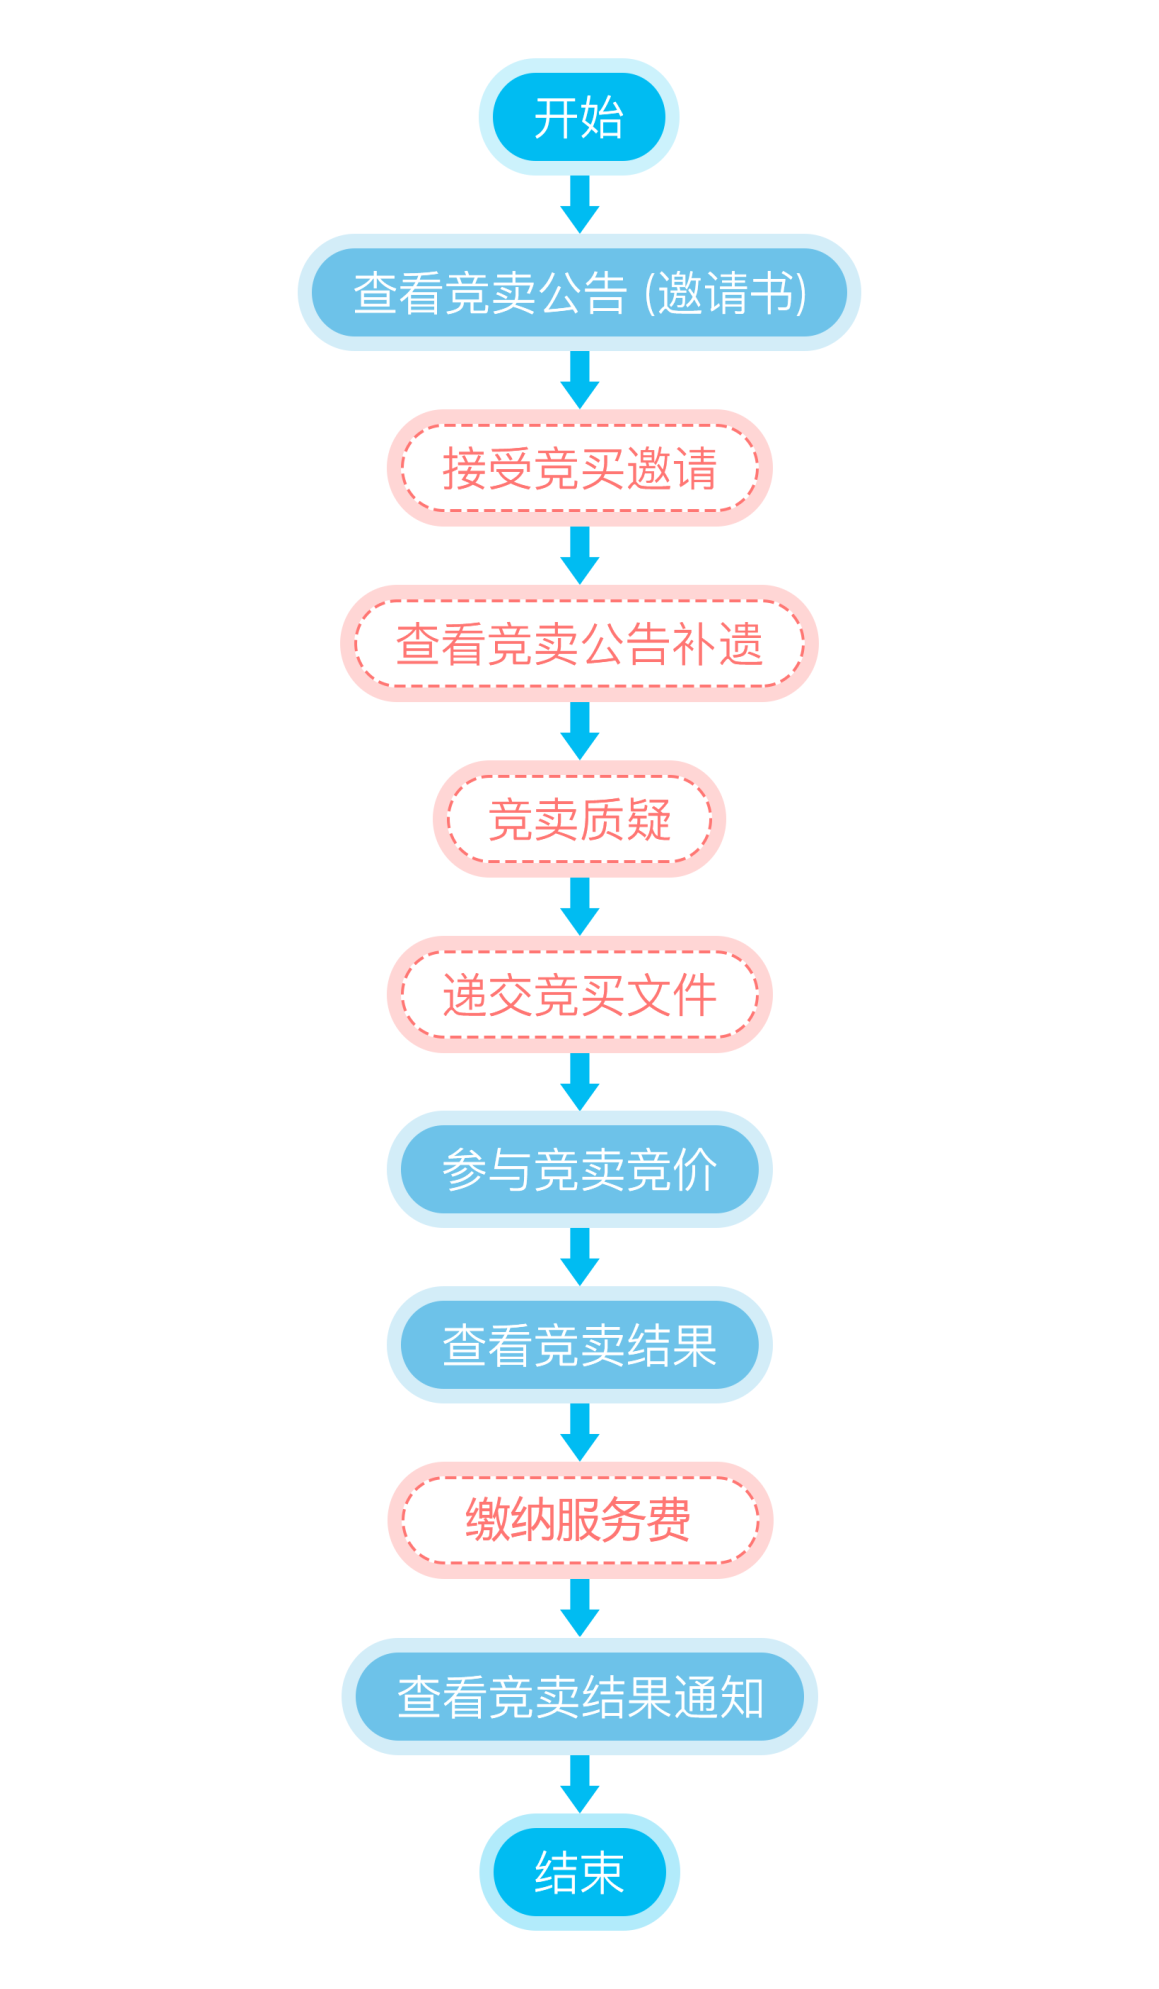 开始
查看竞卖公告 (邀请书)
接受竞买邀请
查看竞卖公告补遗
竞卖质疑
递交竞买文件
参与竞卖竞价
查看竞卖结果
缴纳服务费
查看竞卖结果通知
结束